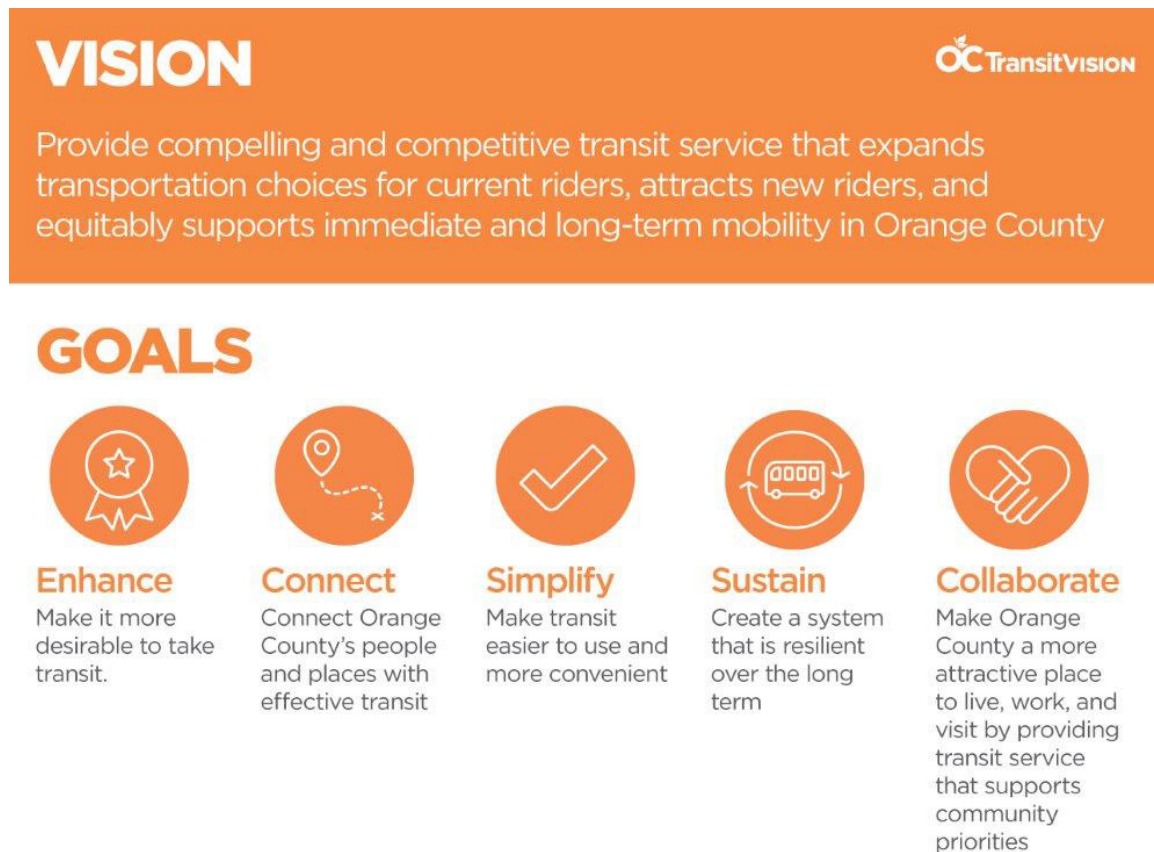 VISION
OC TransitVISION
Provide compelling and competitive transit service that expands
transportation choices for current riders, attracts new riders, and
equitably supports immediate and long-term mobility in Orange County
GOALS
Enhance
Make it more
desirable to take
transit.
Connect
Connect Orange
County's people
and places with
effective transit
Simplify
Make transit
easier to use and
more convenient
Sustain
Create a system
that is resilient
over the long
term
Collaborate
Make Orange
County a more
attractive place
to live, work, and
visit by providing
transit service
that supports
community
priorities